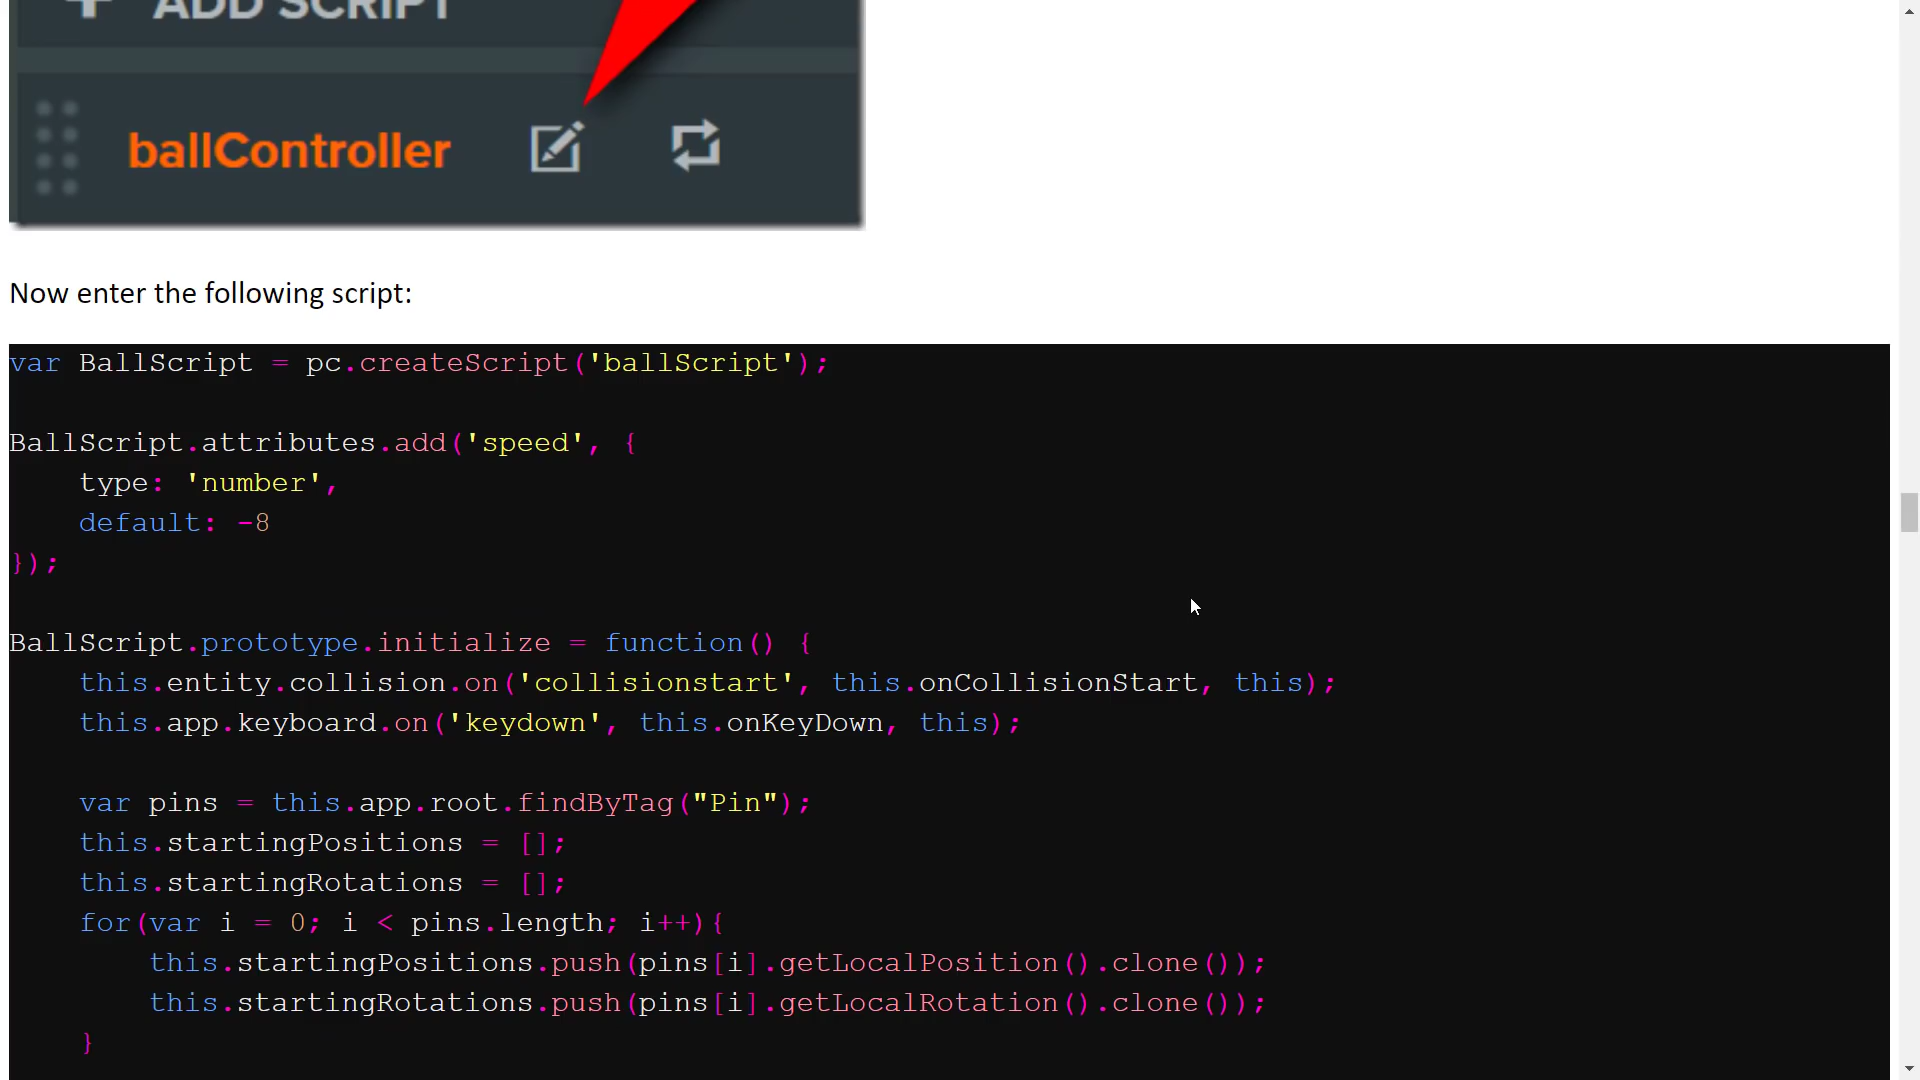 ADD SCRIPT
ballController
Now enter the following script:
var BallScript = pc.createScript('ballScript');
BallScript.attributes.add('speed', {
    type: 'number',
    default: -8
});
BallScript.prototype.initialize = function() {
    this.entity.collision.on('collisionstart', this.onCollisionStart, this);
    this.app.keyboard.on('keydown', this.onKeyDown, this);
    var pins = this.app.root.findByTag("Pin");
    this.startingPositions = [];
    this.startingRotations = [];
    for(var i = 0; i < pins.length; i++){
        this.startingPositions.push(pins[i].getLocalPosition().clone());
        this.startingRotations.push(pins[i].getLocalRotation().clone());
    }